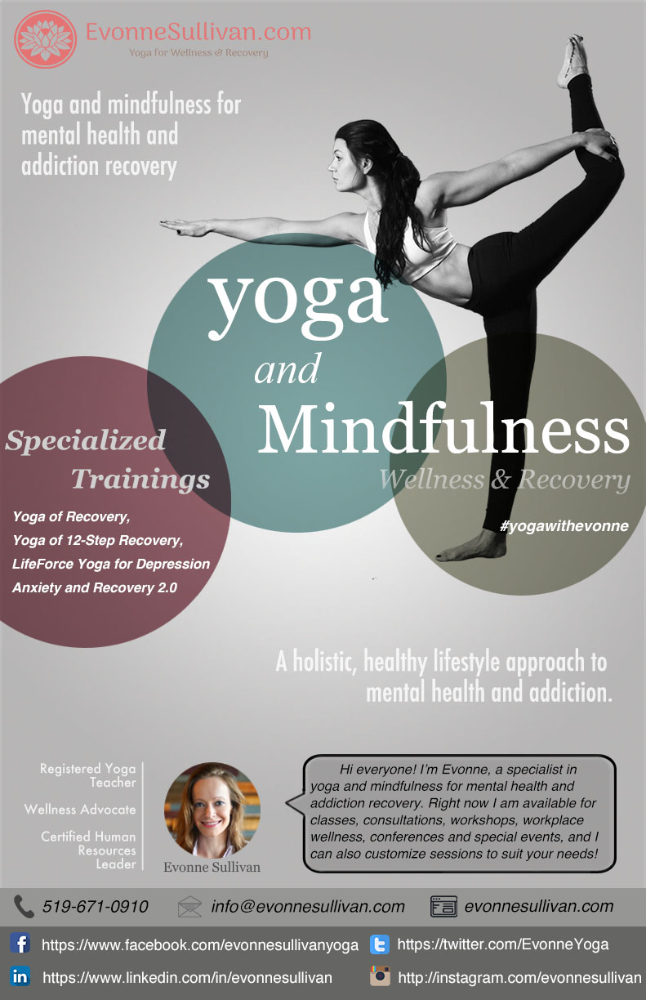 EvonneSullivan.com
Yoga for Wellness & Recovery
Yoga and mindfulness for
mental health and
addiction recovery
yoga
and
Mindfulness
Wellness & Recovery
#yogawithevonne
Specialized
Trainings
Yoga of Recovery,
Yoga of 12-Step Recovery,
LifeForce Yoga for Depression
Anxiety and Recovery 2.0
A holistic, healthy lifestyle approach to
mental health and addiction.
Registered Yoga
Teacher
Wellness Advocate
Certified Human
Resources
Leader
Evonne Sullivan
Hi everyone! I'm Evonne, a specialist in
yoga and mindfulness for mental health and
addiction recovery. Right now I am available for
classes, consultations, workshops, workplace
wellness, conferences and special events, and I
can also customize sessions to suit your needs!
519-671-0910
info@evonnesullivan.com
evonnesullivan.com
https://www.facebook.com/evonnesullivanyoga
https://twitter.com/EvonneYoga
https://www.linkedin.com/in/evonnesullivan
http://instagram.com/evonnesullivan